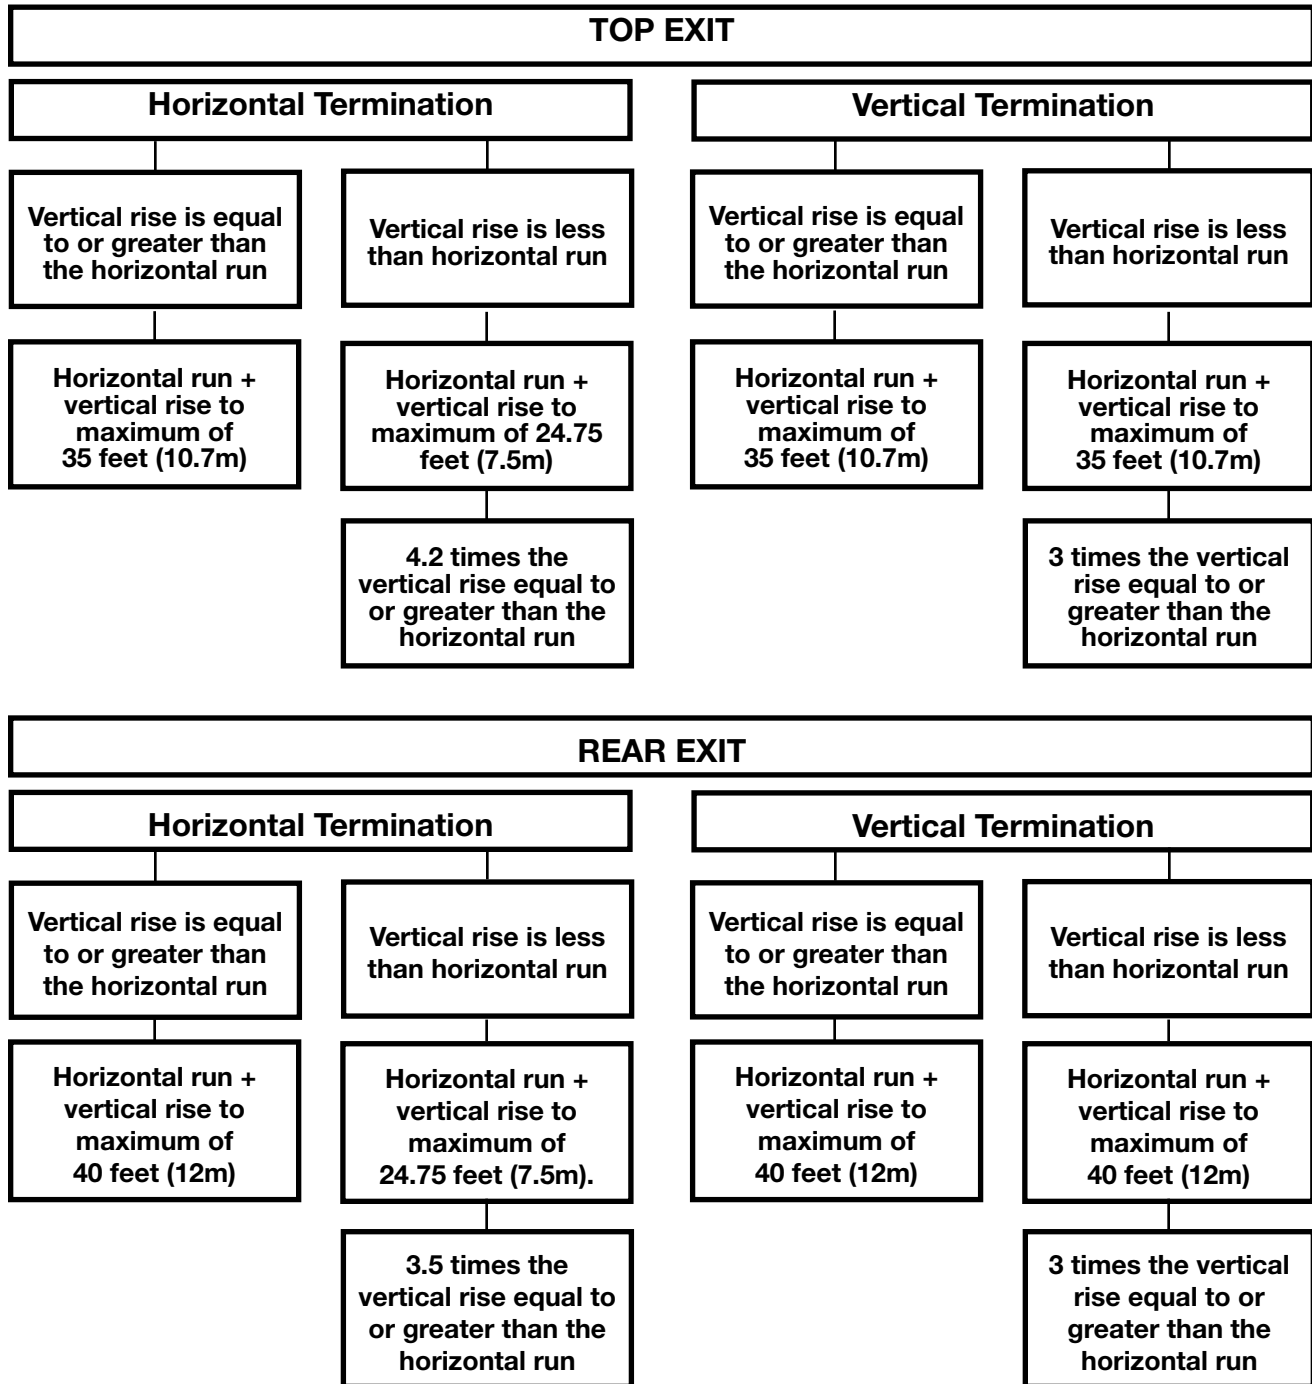 TOP EXIT
Horizontal Termination
Vertical Termination
Vertical rise is equal
to or greater than
the horizontal run
Vertical rise is less
than horizontal run
Vertical rise is equal
to or greater than
the horizontal run
Vertical rise is less
than horizontal run
Horizontal run +
vertical rise to
maximum of
35 feet (10.7m)
Horizontal run +
vertical rise to
maximum of 24.75
feet (7.5m)
Horizontal run +
vertical rise to
maximum of
35 feet (10.7m)
Horizontal run +
vertical rise to
maximum of
35 feet (10.7m)
4.2 times the
vertical rise equal to
or greater than the
horizontal run
3 times the vertical
rise equal to or
greater than the
horizontal run
REAR EXIT
Horizontal Termination
Vertical Termination
Vertical rise is equal
to or greater than
the horizontal run
Vertical rise is less
than horizontal run
Vertical rise is equal
to or greater than
the horizontal run
Vertical rise is less
than horizontal run
Horizontal run +
vertical rise to
maximum of
40 feet (12m)
Horizontal run +
vertical rise to
maximum of
24.75 feet (7.5m).
Horizontal run +
vertical rise to
maximum of
40 feet (12m)
Horizontal run +
vertical rise to
maximum of
40 feet (12m)
3.5 times the
vertical rise equal to
or greater than the
horizontal run
3 times the vertical
rise equal to or
greater than the
horizontal run